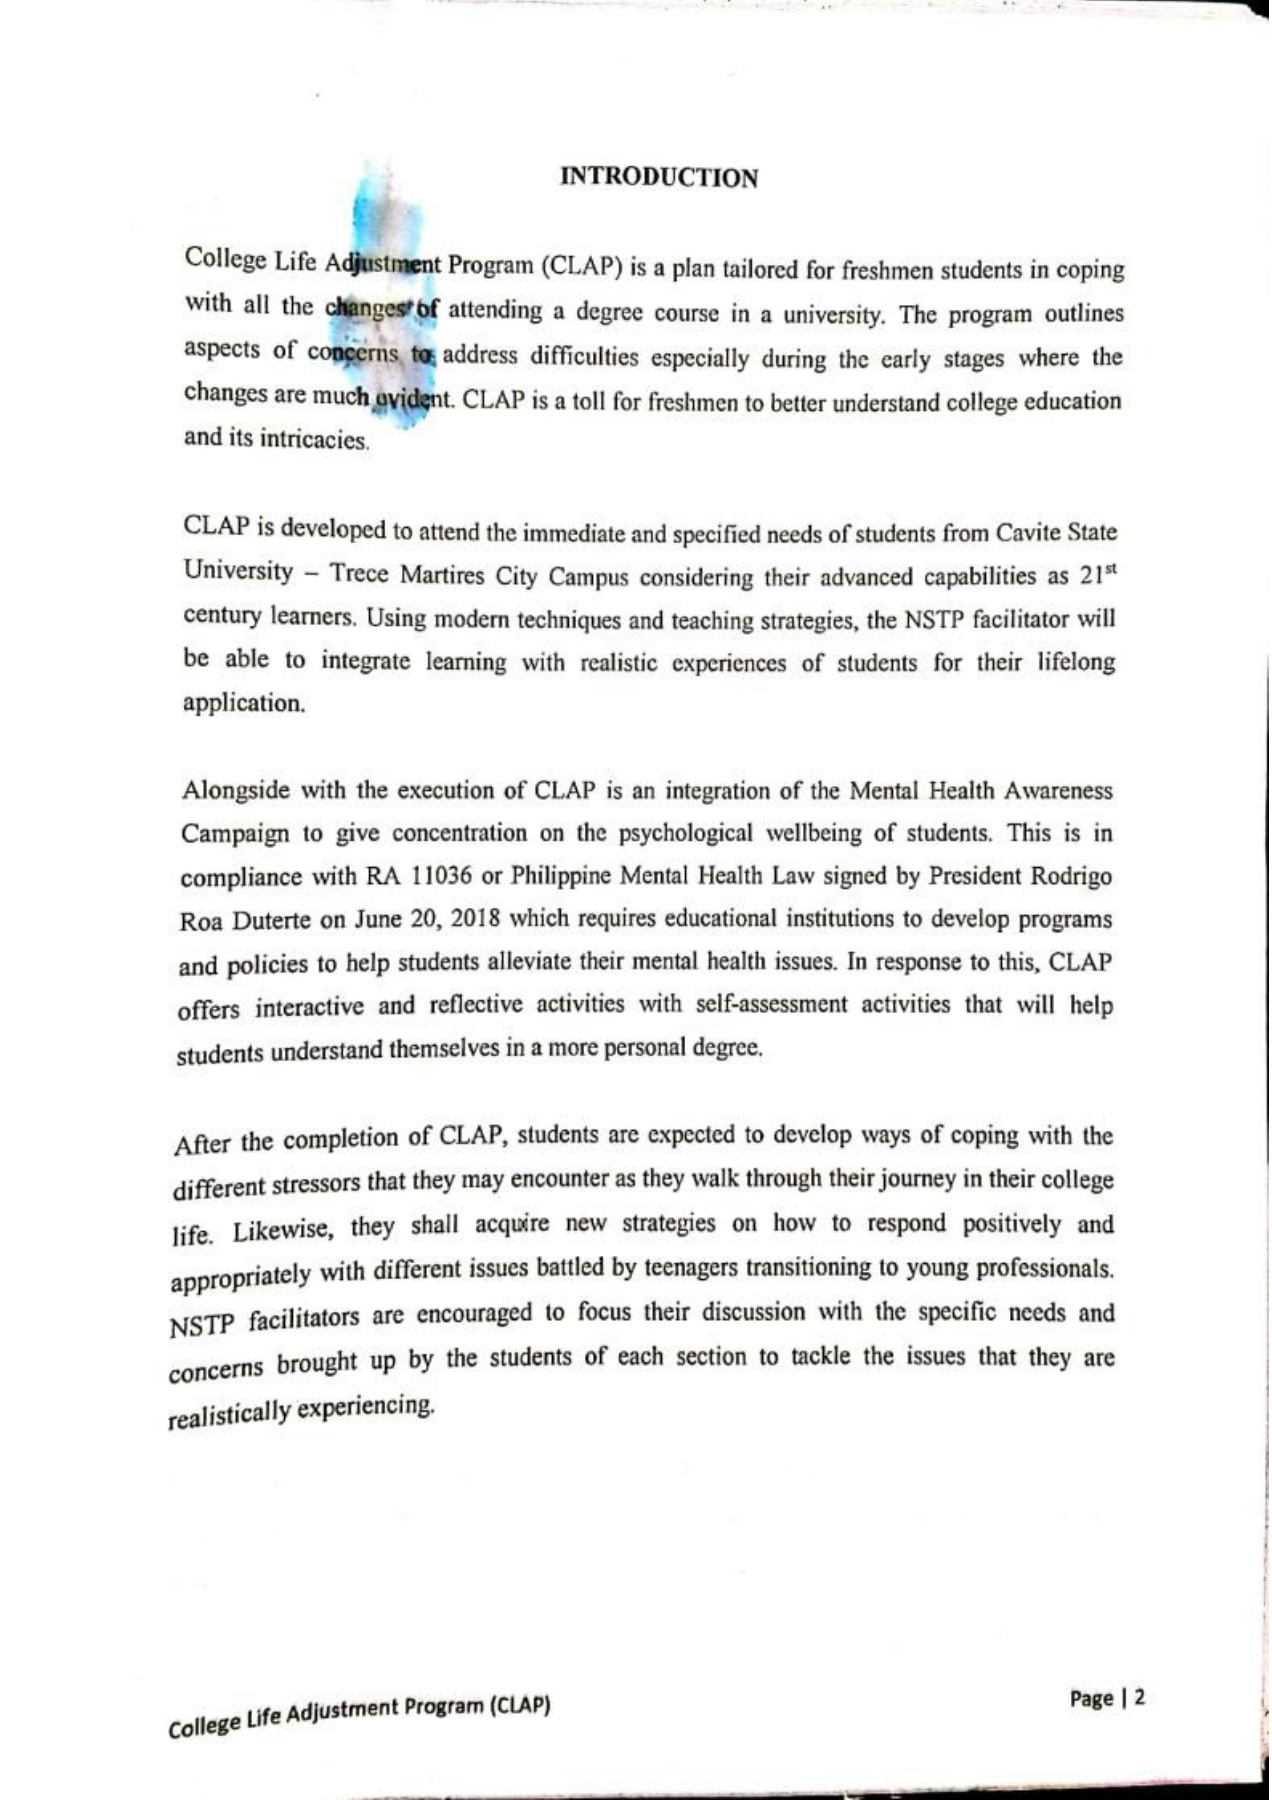 INTRODUCTION
College Life Adjustment Program (CLAP) is a plan tailored for freshmen students in coping
with all the changes of attending a degree course in a university. The program outlines
aspects of concerns to address difficulties especially during the early stages where the
changes are much evident. CLAP is a toll for freshmen to better understand college education
and its intricacies.
CLAP is developed to attend the immediate and specified needs of students from Cavite State
University – Trece Martires City Campus considering their advanced capabilities as 21st
century learners. Using modern techniques and teaching strategies, the NSTP facilitator will
be able to integrate learning with realistic experiences of students for their lifelong
application.
Alongside with the execution of CLAP is an integration of the Mental Health Awareness
Campaign to give concentration on the psychological wellbeing of students. This is in
compliance with RA 11036 or Philippine Mental Health Law signed by President Rodrigo
Roa Duterte on June 20, 2018 which requires educational institutions to develop programs
and policies to help students alleviate their mental health issues. In response to this, CLAP
offers interactive and reflective activities with self-assessment activities that will help
students understand themselves in a more personal degree.
After the completion of CLAP, students are expected to develop ways of coping with the
different stressors that they may encounter as they walk through their journey in their college
life. Likewise, they shall acquire new strategies on how to respond positively and
appropriately with different issues battled by teenagers transitioning to young professionals.
NSTP facilitators are encouraged to focus their discussion with the specific needs and
concerns brought up by the students of each section to tackle the issues that they are
realistically experiencing.
College Life Adjustment Program (CLAP)
Page | 2